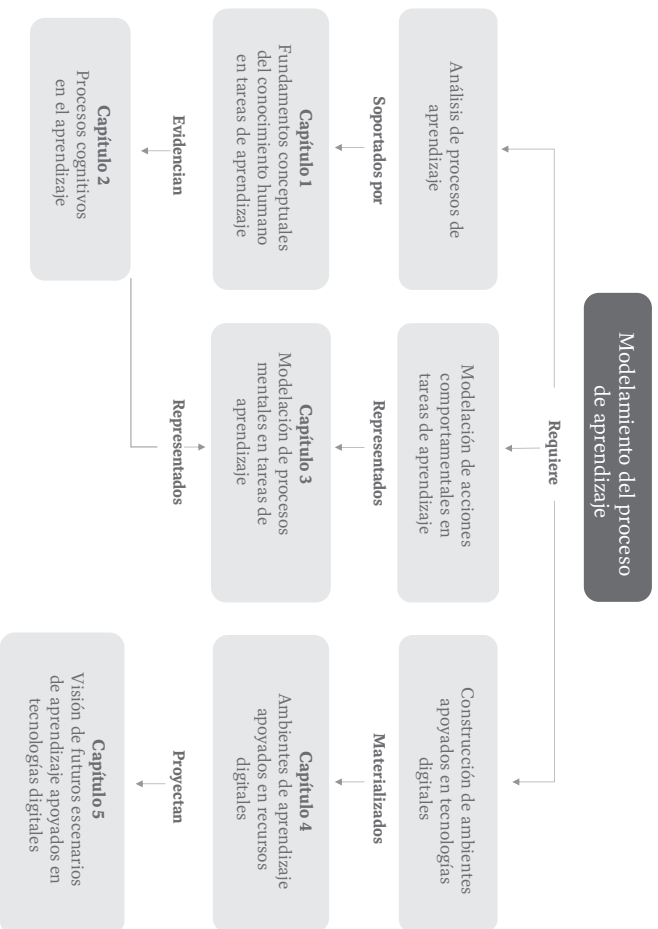 Modelamiento del proceso
de aprendizaje
Requiere
Análisis de procesos de
aprendizaje
Modelación de acciones
comportamentales en
tareas de aprendizaje
Construcción de ambientes
apoyados en tecnologías
digitales
Soportados por
Representados
Materializados
Capítulo 1
Fundamentos conceptuales
del conocimiento humano
en tareas de aprendizaje
Capítulo 3
Modelación de procesos
mentales en tareas de
aprendizaje
Capítulo 4
Ambientes de aprendizaje
apoyados en recursos
digitales
Evidencian
Representados
Proyectan
Capítulo 2
Procesos cognitivos
en el aprendizaje
Capítulo 5
Visión de futuros escenarios
de aprendizaje apoyados en
tecnologías digitales